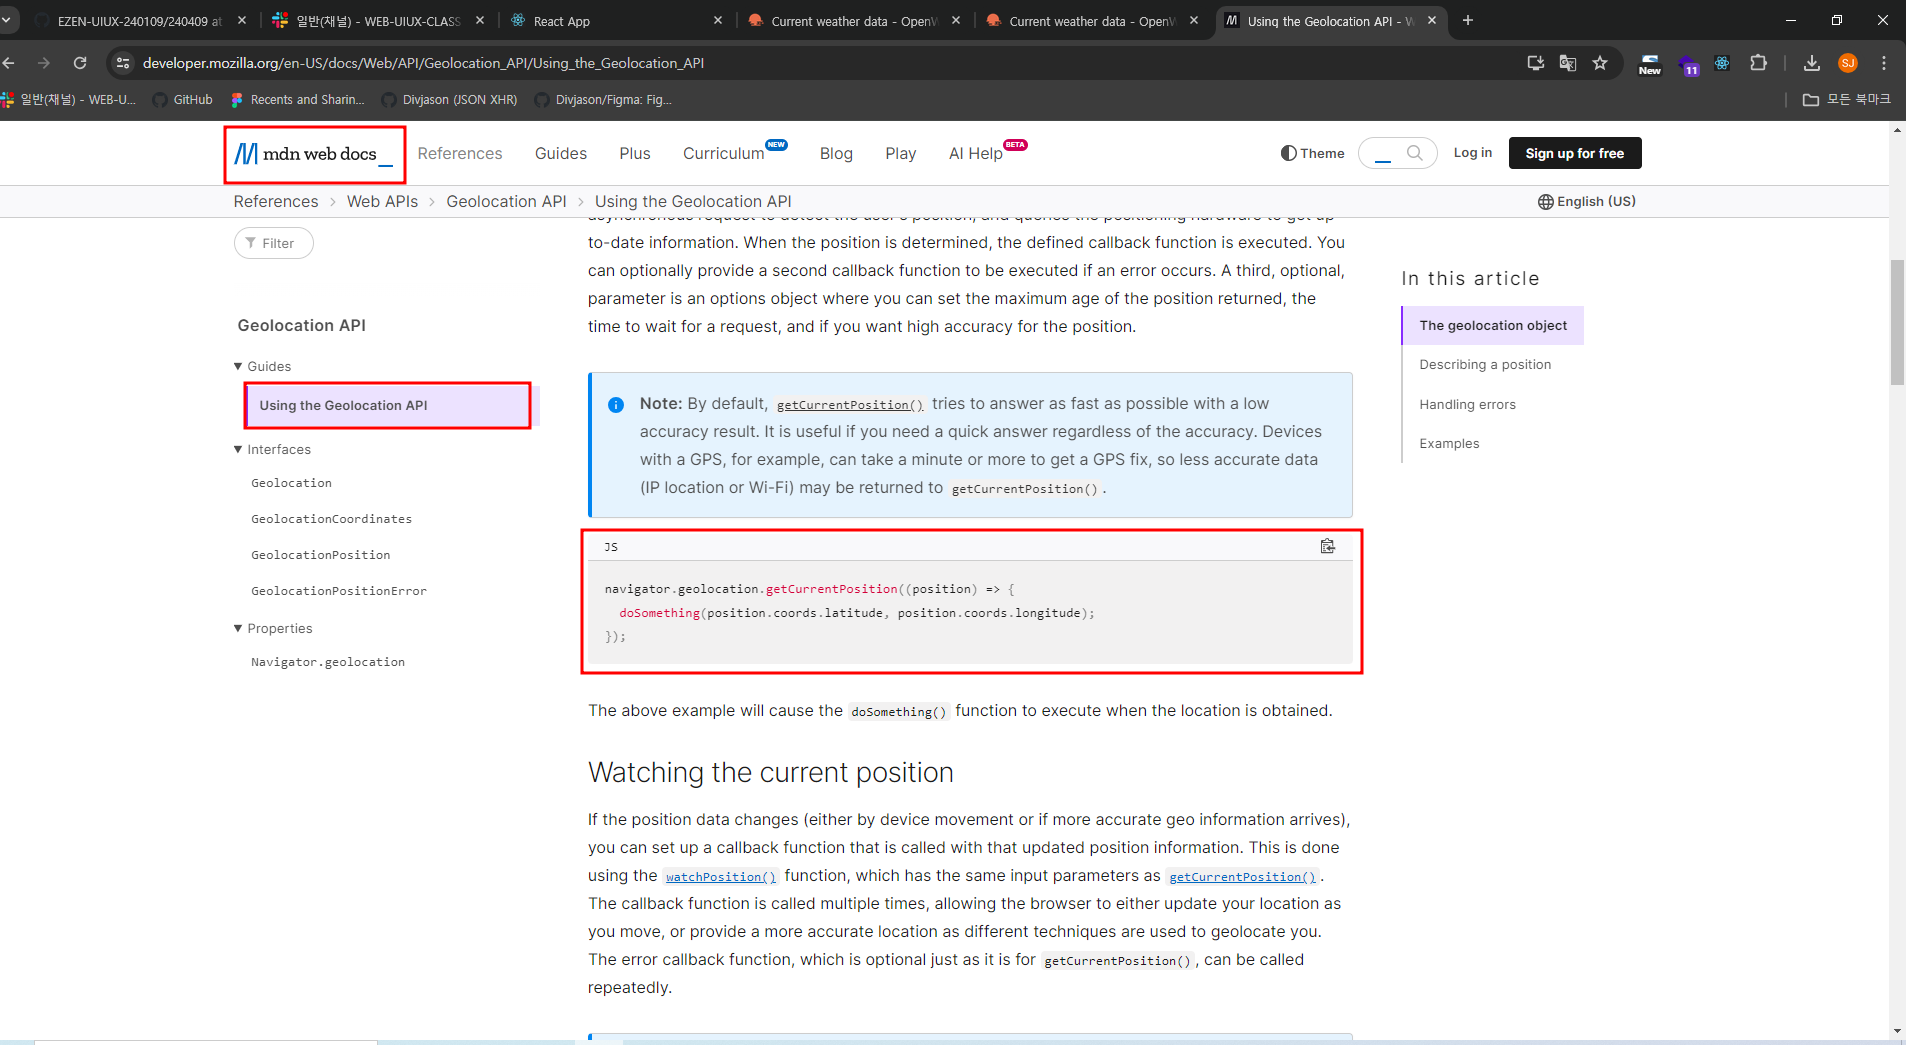 EZEN-UIUX-240109/240409 at
일반(채널) - WEB-UIUX-CLASS
React App
Current weather data - OpenW
Current weather data - OpenW
Using the Geolocation API - W
developer.mozilla.org/en-US/docs/Web/API/Geolocation_API/Using_the_Geolocation_API
New
11
SJ
일반(채널) - WEB-U...
GitHub
Recents and Sharin...
Divjason (JSON XHR)
Divjason/Figma: Fig...
모든 북마크
mdn web docs_
References
Guides
Plus
Curriculum NEW
Blog
Play
AI Help BETA
Theme
Log in
Sign up for free
References > Web APIs > Geolocation API > Using the Geolocation API
English (US)
Filter
Geolocation API
▼ Guides
Using the Geolocation API
▼ Interfaces
Geolocation
GeolocationCoordinates
GeolocationPosition
GeolocationPositionError
▼ Properties
Navigator.geolocation
asynchronous request to detect the user's position, and queries the positioning hardware to get up-
to-date information. When the position is determined, the defined callback function is executed. You
can optionally provide a second callback function to be executed if an error occurs. A third, optional,
parameter is an options object where you can set the maximum age of the position returned, the
time to wait for a request, and if you want high accuracy for the position.
Note: By default, getCurrentPosition() tries to answer as fast as possible with a low
accuracy result. It is useful if you need a quick answer regardless of the accuracy. Devices
with a GPS, for example, can take a minute or more to get a GPS fix, so less accurate data
(IP location or Wi-Fi) may be returned to getCurrentPosition().
JS
navigator.geolocation.getCurrentPosition((position) => {
  doSomething(position.coords.latitude, position.coords.longitude);
});
The above example will cause the doSomething() function to execute when the location is obtained.
Watching the current position
If the position data changes (either by device movement or if more accurate geo information arrives),
you can set up a callback function that is called with that updated position information. This is done
using the watchPosition() function, which has the same input parameters as getCurrentPosition().
The callback function is called multiple times, allowing the browser to either update your location as
you move, or provide a more accurate location as different techniques are used to geolocate you.
The error callback function, which is optional just as it is for getCurrentPosition(), can be called
repeatedly.
In this article
The geolocation object
Describing a position
Handling errors
Examples